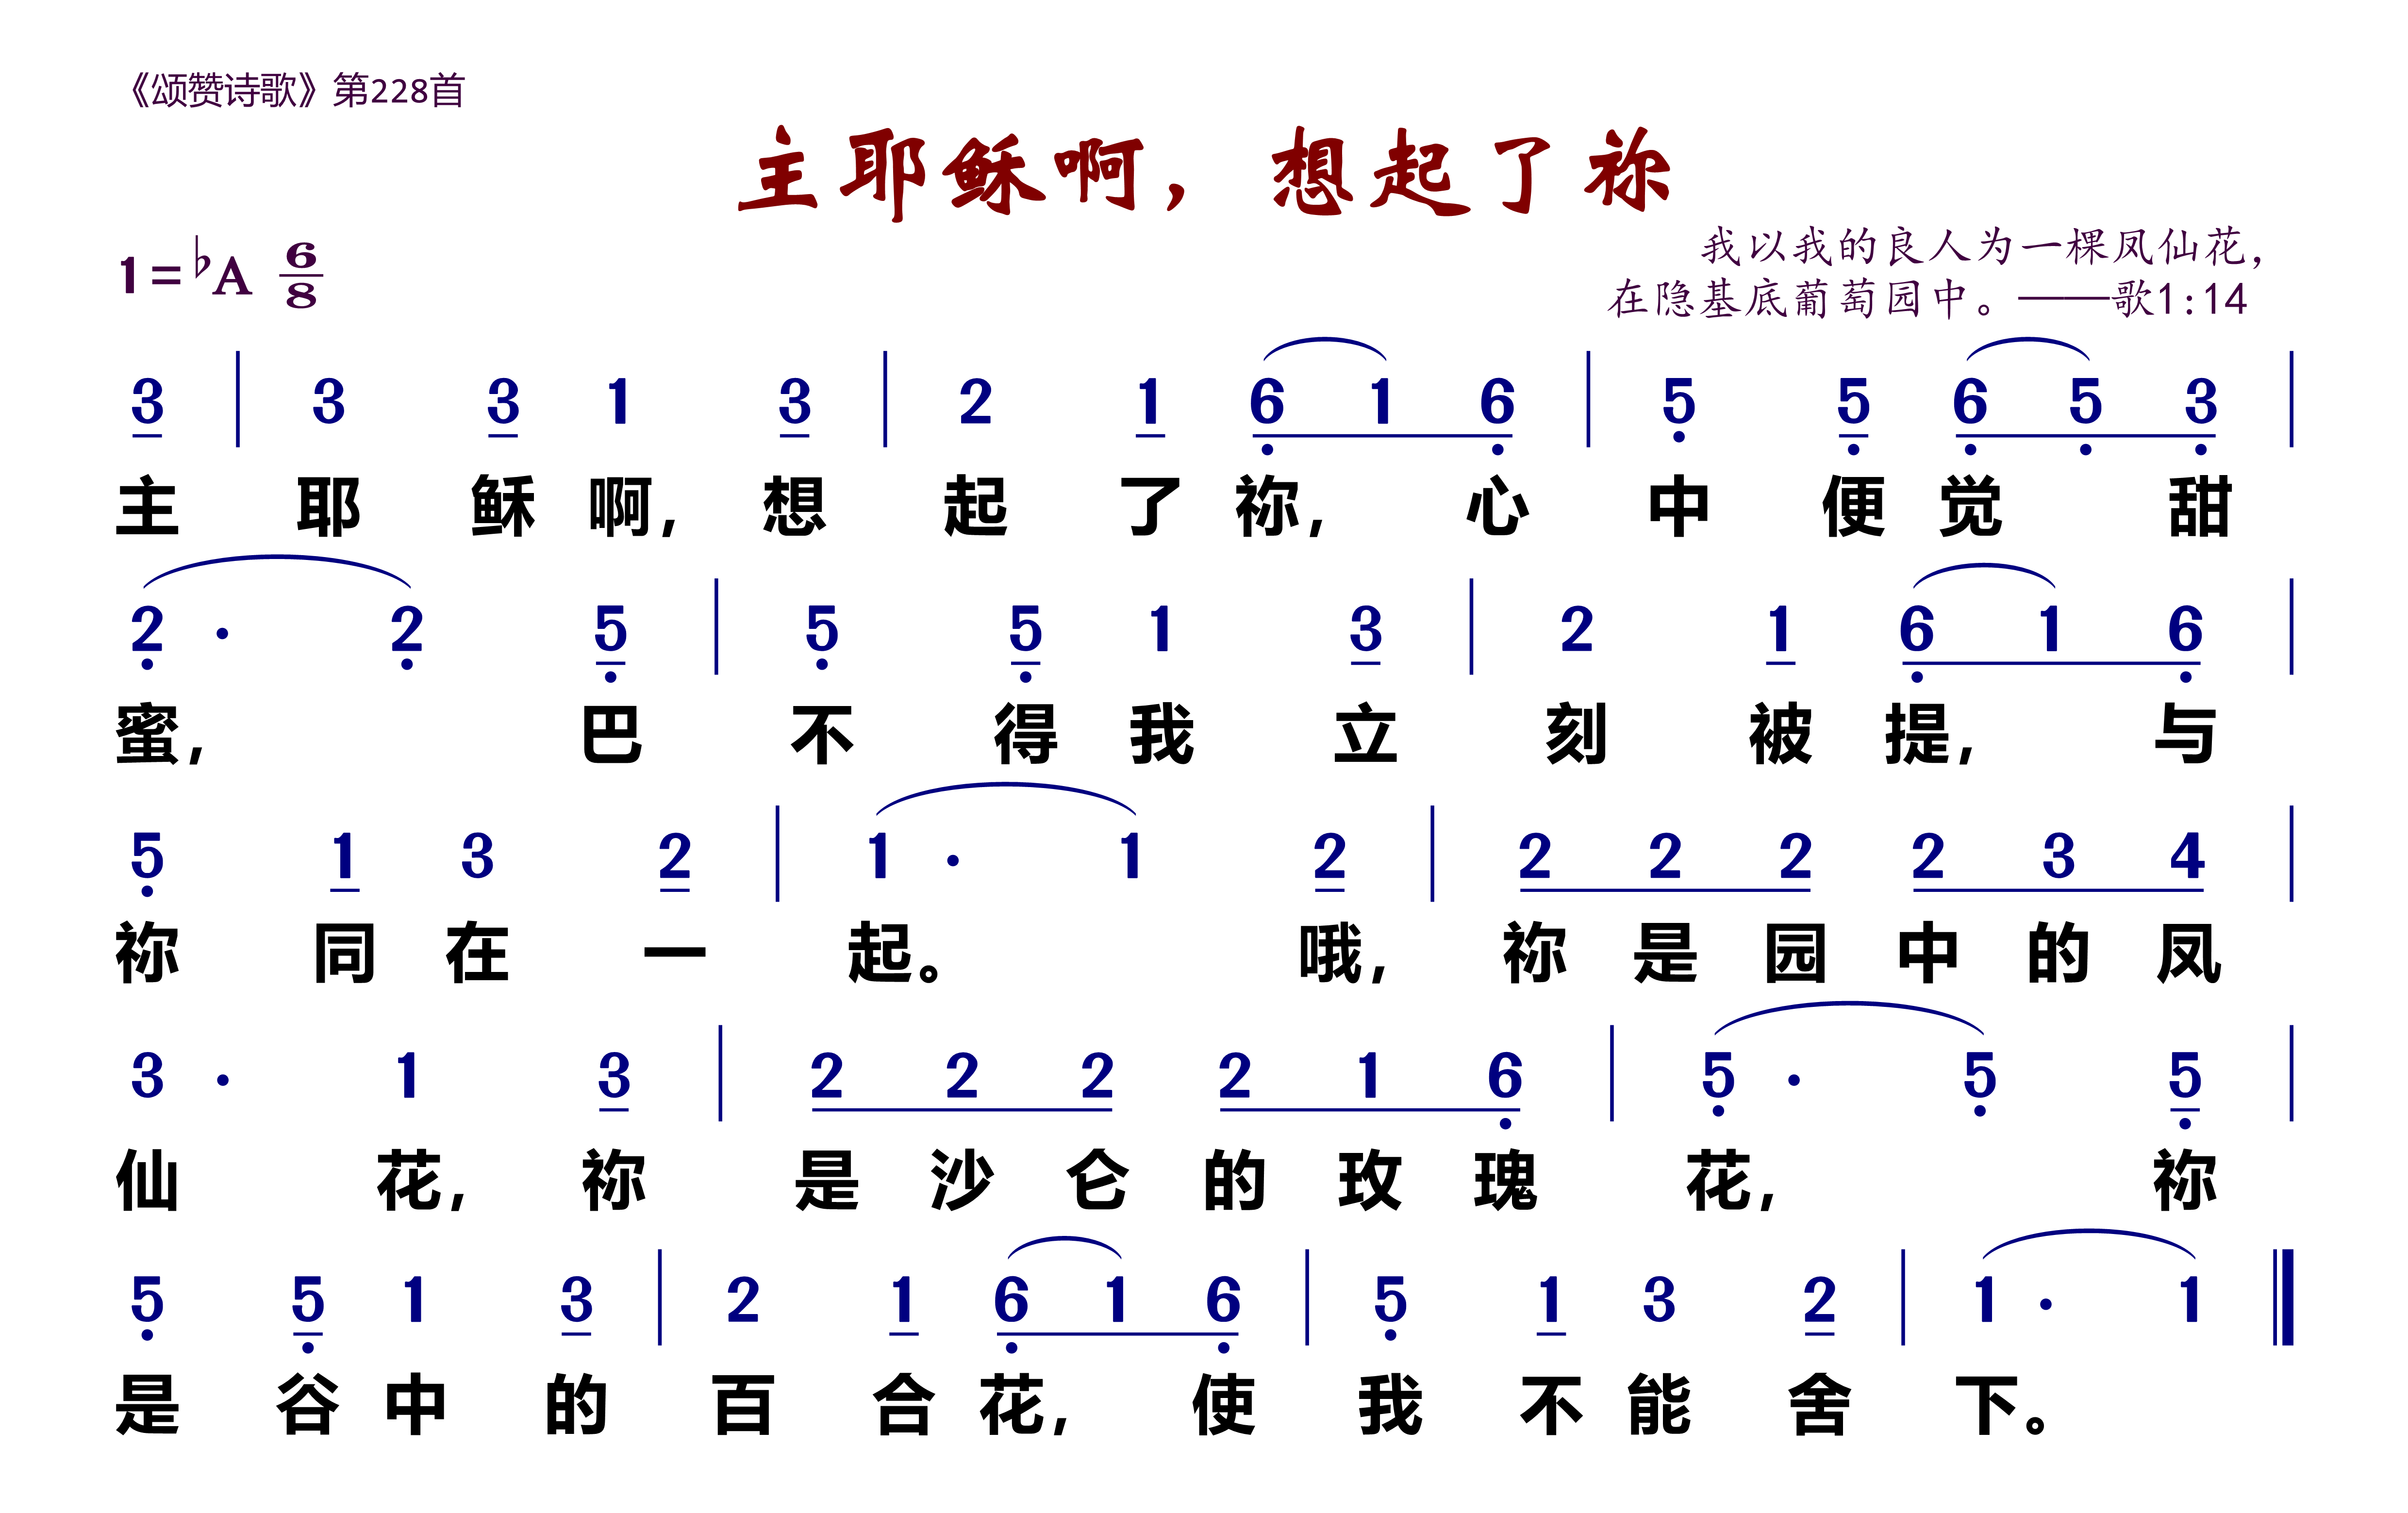 《颂赞诗歌》第228首
主耶稣啊，想起了祢
1=♭A 6/8
我以我的良人为一棵凤仙花，
在隐基底葡萄园中。——歌1:14
3 | 3 3 1 3 | 2 1 6 1 6 | 5 5 6 5 3 |
主耶稣啊，想起了祢，心中便觉甜
2 · 2 5 | 5 5 1 3 | 2 1 6 1 6 |
蜜，巴不得我立刻被提，与
5 1 3 2 | 1 · 1 2 | 2 2 2 2 3 4 |
祢同在一起。哦，祢是园中的凤
3 · 1 3 | 2 2 2 2 1 6 | 5 · 5 5 |
仙花，祢是沙仑的玫瑰花，祢
5 5 1 3 | 2 1 6 1 6 | 5 1 3 2 | 1 · 1 ‖
是谷中的百合花，使我不能舍下。